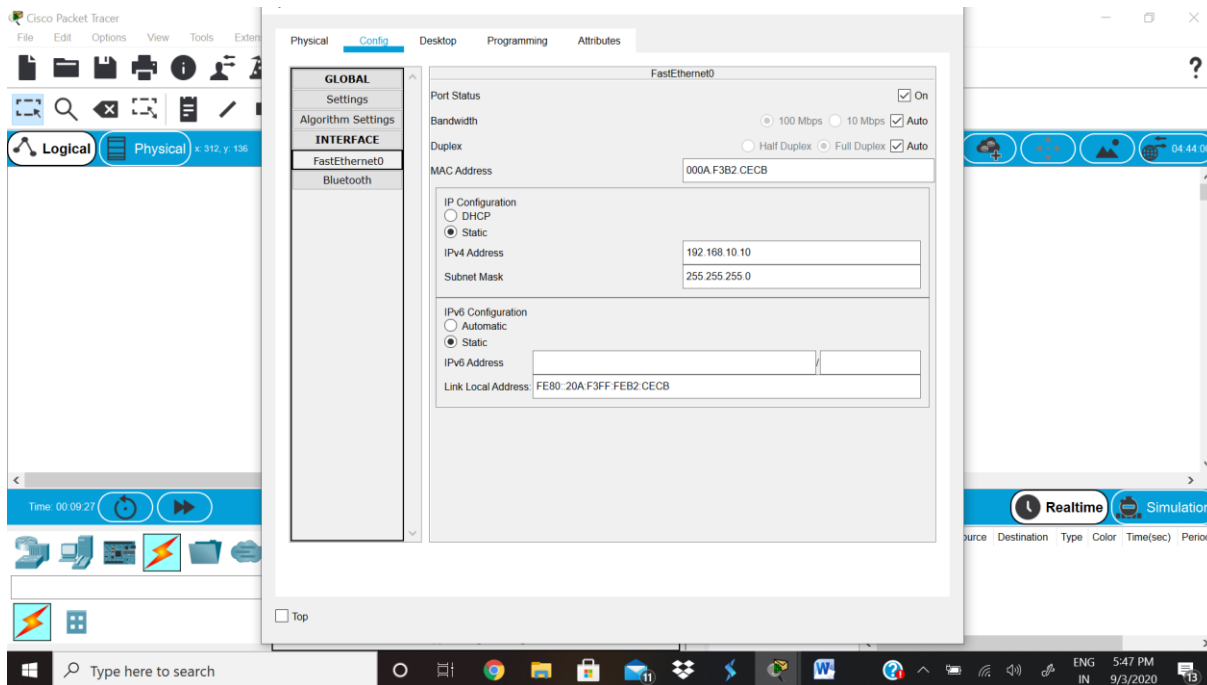 Cisco Packet Tracer
File Edit Options View Tools
Physical Config Desktop Programming Attributes
GLOBAL
Settings
Algorithm Settings
INTERFACE
FastEthernet0
Bluetooth
FastEthernet0
Port Status On
Bandwidth 100 Mbps 10 Mbps Auto
Duplex Half Duplex Full Duplex Auto
MAC Address 000A.F3B2.CECB
IP Configuration
DHCP
Static
IPv4 Address 192.168.10.10
Subnet Mask 255.255.255.0
IPv6 Configuration
Automatic
Static
IPv6 Address /
Link Local Address: FE80::20A:F3FF:FEB2:CECB
Top
?
Logical Physical x: 312, y: 136
04:44:0
Time: 00:09:27
Realtime Simulation
Destination Type Color Time(sec)
Type here to search
11
W
ENG
IN
5:47 PM
9/3/2020
13